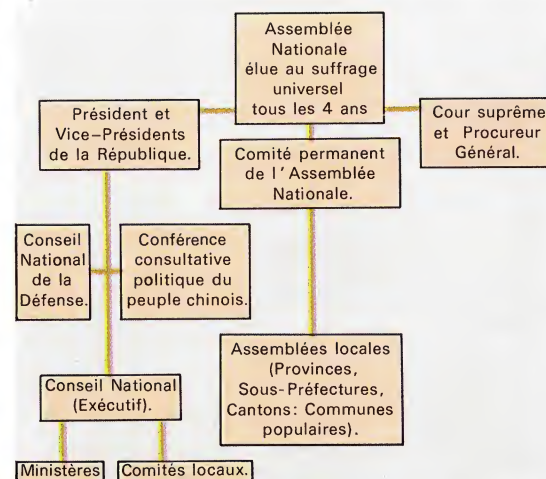 Assemblée
Nationale
élue au suffrage
universel
tous les 4 ans
Président et
Vice-Présidents
de la République.
Cour suprême
et Procureur
Général.
Comité permanent
de l'Assemblée
Nationale.
Conseil
National
de la
Défense.
Conférence
consultative
politique du
peuple chinois.
Assemblées locales
(Provinces,
Sous-Préfectures,
Cantons: Communes
populaires).
Conseil National
(Exécutif).
Ministères
Comités locaux.